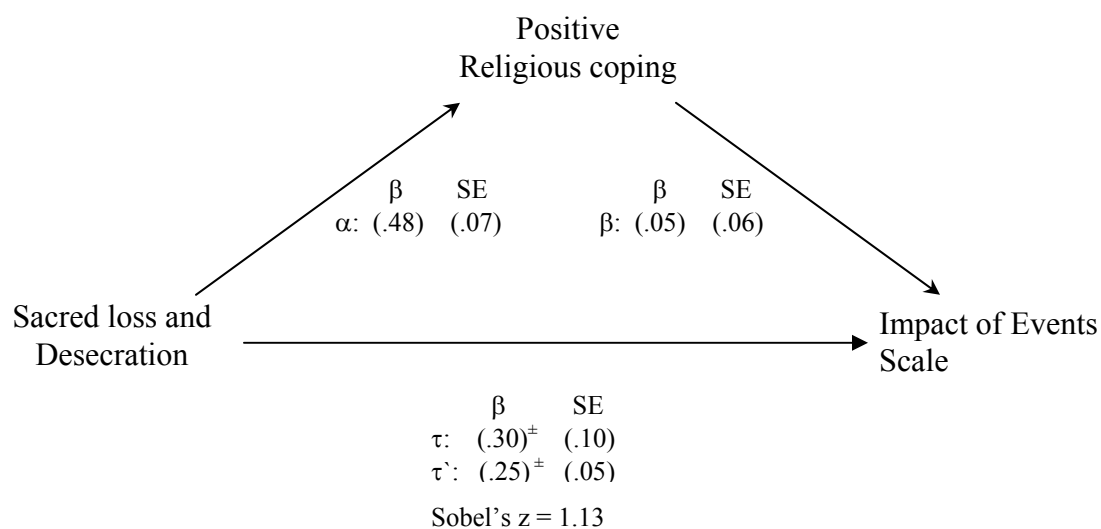 Positive
Religious coping
β SE
α: (.48) (.07)
β SE
β: (.05) (.06)
Sacred loss and
Desecration
Impact of Events
Scale
β SE
τ: (.30)± (.10)
τ`: (.25)± (.05)
Sobel’s z = 1.13